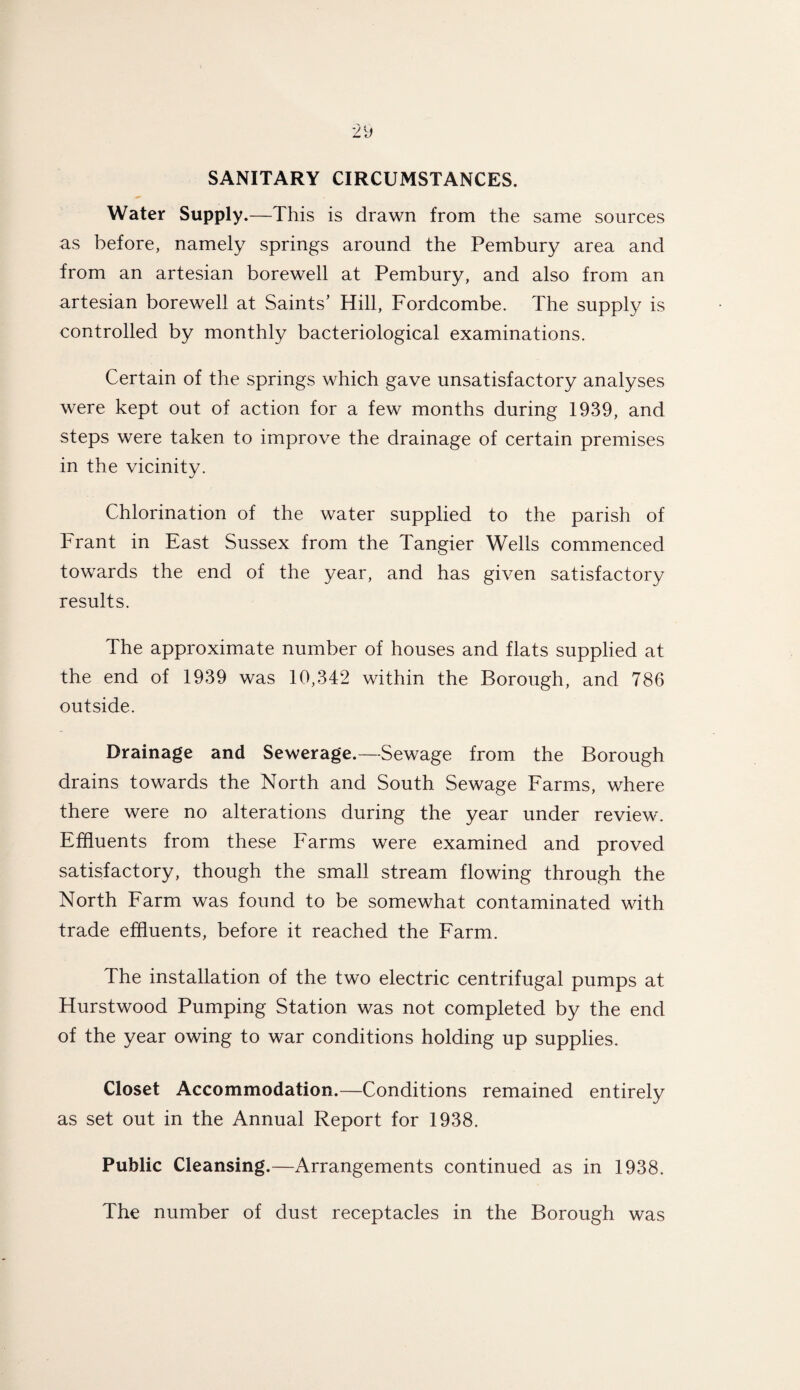 29
SANITARY CIRCUMSTANCES.
Water Supply.—This is drawn from the same sources
as before, namely springs around the Pembury area and
from an artesian borewell at Pembury, and also from an
artesian borewell at Saints’ Hill, Fordcombe. The supply is
controlled by monthly bacteriological examinations.
Certain of the springs which gave unsatisfactory analyses
were kept out of action for a few months during 1939, and
steps were taken to improve the drainage of certain premises
in the vicinity.
Chlorination of the water supplied to the parish of
Frant in East Sussex from the Tangier Wells commenced
towards the end of the year, and has given satisfactory
results.
The approximate number of houses and flats supplied at
the end of 1939 was 10,342 within the Borough, and 786
outside.
Drainage and Sewerage.—Sewage from the Borough
drains towards the North and South Sewage Farms, where
there were no alterations during the year under review.
Effluents from these Farms were examined and proved
satisfactory, though the small stream flowing through the
North Farm was found to be somewhat contaminated with
trade effluents, before it reached the Farm.
The installation of the two electric centrifugal pumps at
Hurstwood Pumping Station was not completed by the end
of the year owing to war conditions holding up supplies.
Closet Accommodation.—Conditions remained entirely
as set out in the Annual Report for 1938.
Public Cleansing.—Arrangements continued as in 1938.
The number of dust receptacles in the Borough was